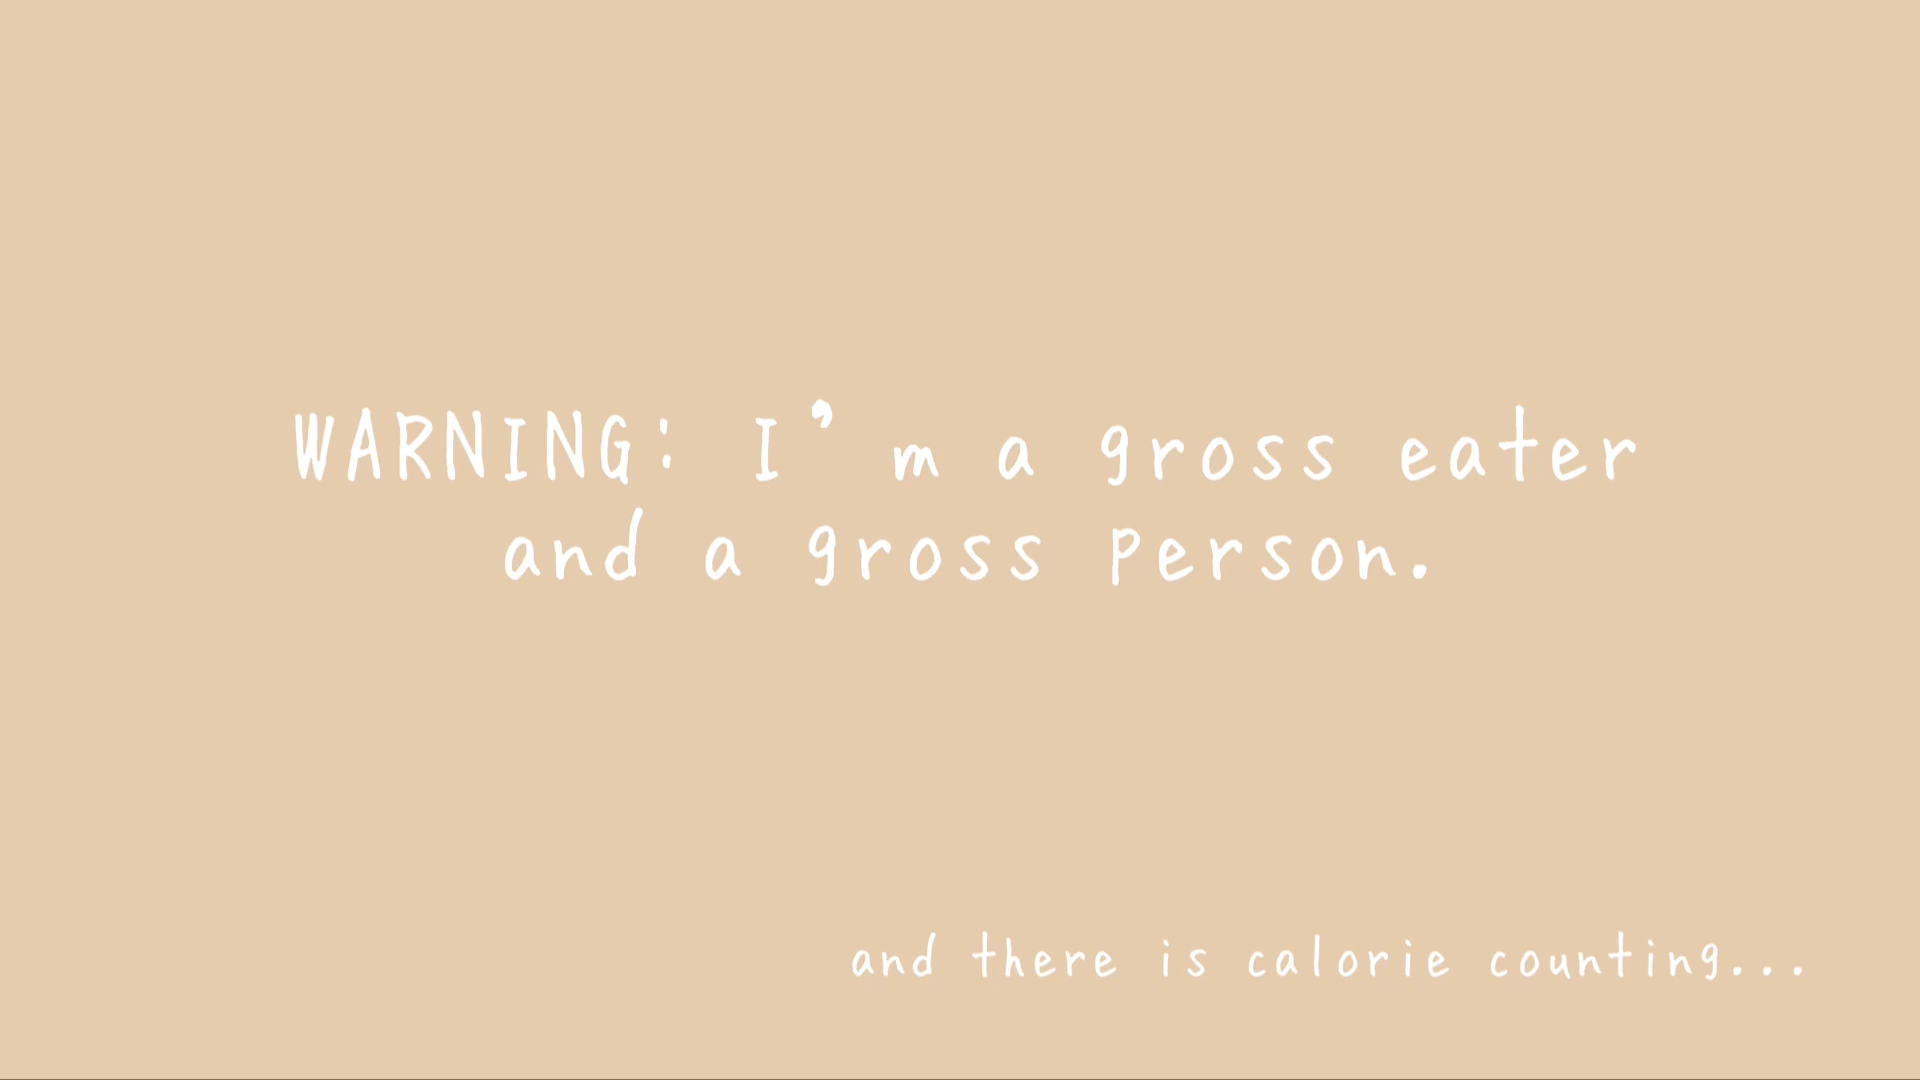 WARNING: I’m a gross eater
and a gross person.
and there is calorie counting...